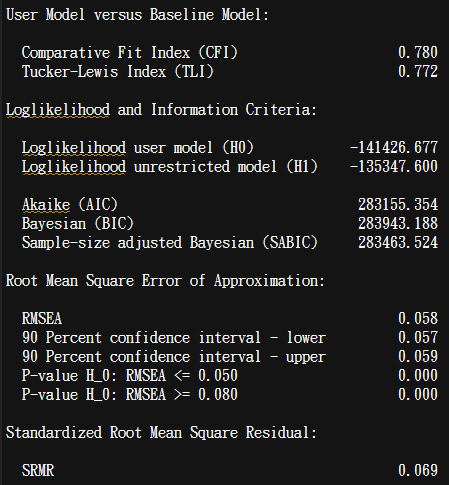 User Model versus Baseline Model:
Comparative Fit Index (CFI) 0.780
Tucker-Lewis Index (TLI) 0.772
Loglikelihood and Information Criteria:
Loglikelihood user model (H0) -141426.677
Loglikelihood unrestricted model (H1) -135347.600
Akaike (AIC) 283155.354
Bayesian (BIC) 283943.188
Sample-size adjusted Bayesian (SABIC) 283463.524
Root Mean Square Error of Approximation:
RMSEA 0.058
90 Percent confidence interval - lower 0.057
90 Percent confidence interval - upper 0.059
P-value H_0: RMSEA <= 0.050 0.000
P-value H_0: RMSEA >= 0.080 0.000
Standardized Root Mean Square Residual:
SRMR 0.069